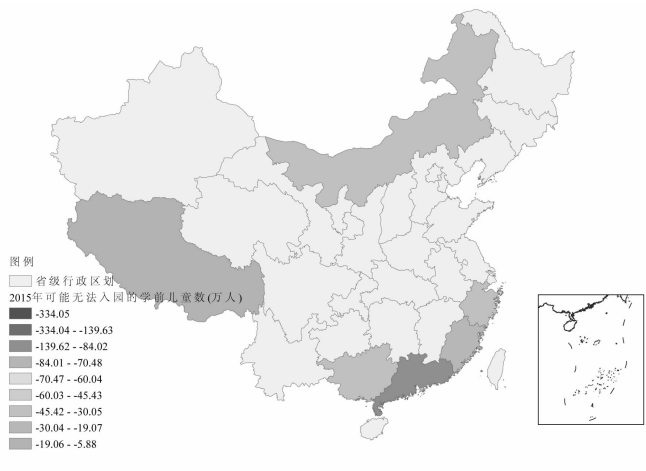 图例
省级行政区划
2015年可能无法入园的学前儿童数(万人)
-334.05
-334.04 - -139.63
-139.62 - -84.02
-84.01 - -70.48
-70.47 - -60.04
-60.03 - -45.43
-45.42 - -30.05
-30.04 - -19.07
-19.06 - -5.88